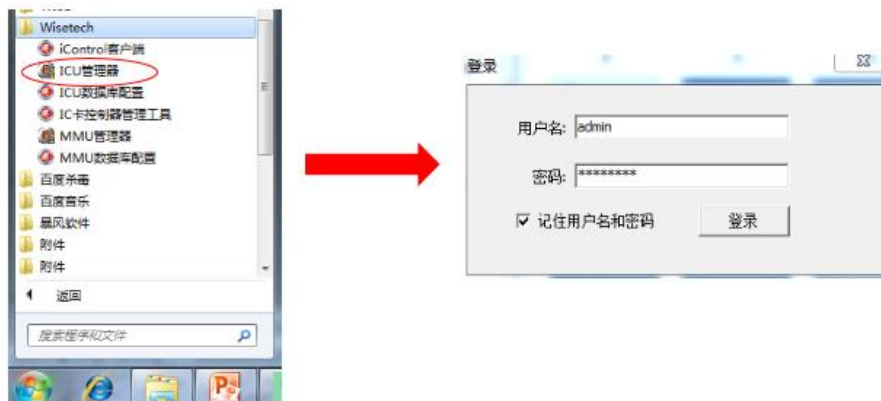 Wisetech
iControl客户端
ICU管理器
ICU数据库配置
IC卡控制器管理工具
MMU管理器
MMU数据库配置
百度杀毒
百度音乐
暴风软件
附件
附件
返回
搜索程序和文件
登录
用户名: admin
密码: ********
记住用户名和密码
登录